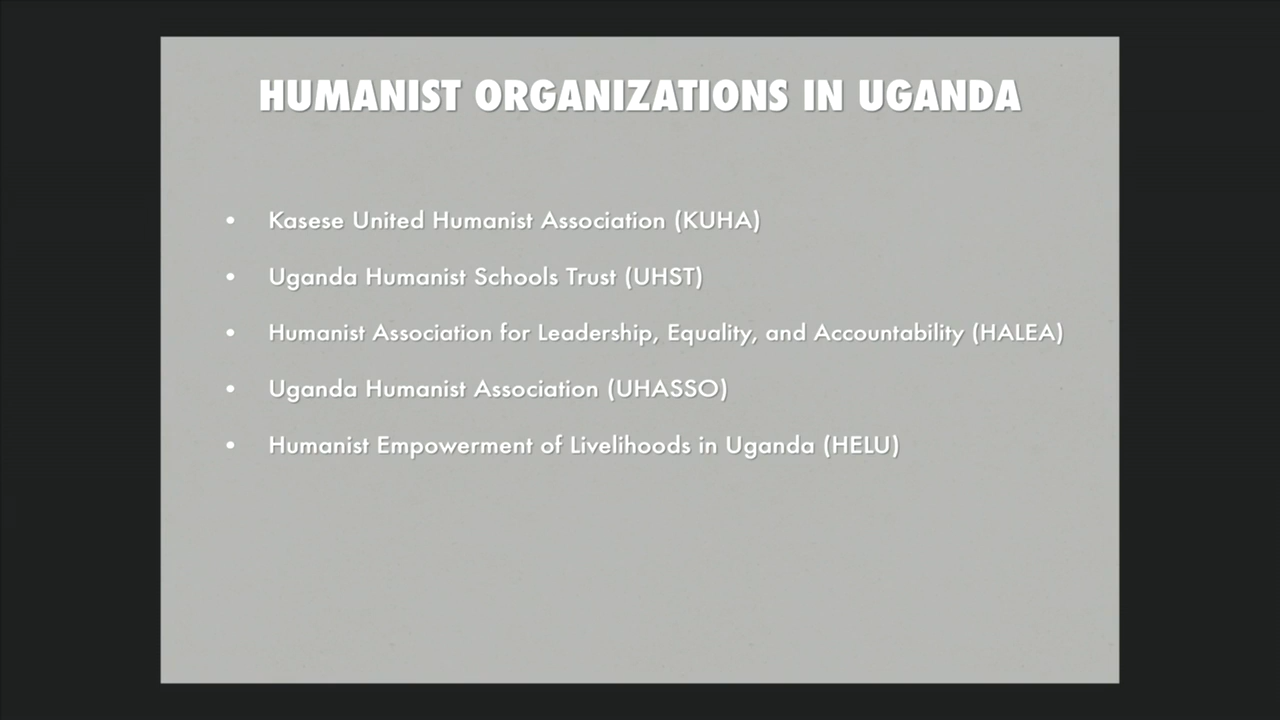 HUMANIST ORGANIZATIONS IN UGANDA
• Kasese United Humanist Association (KUHA)
• Uganda Humanist Schools Trust (UHST)
• Humanist Association for Leadership, Equality, and Accountability (HALEA)
• Uganda Humanist Association (UHASSO)
• Humanist Empowerment of Livelihoods in Uganda (HELU)